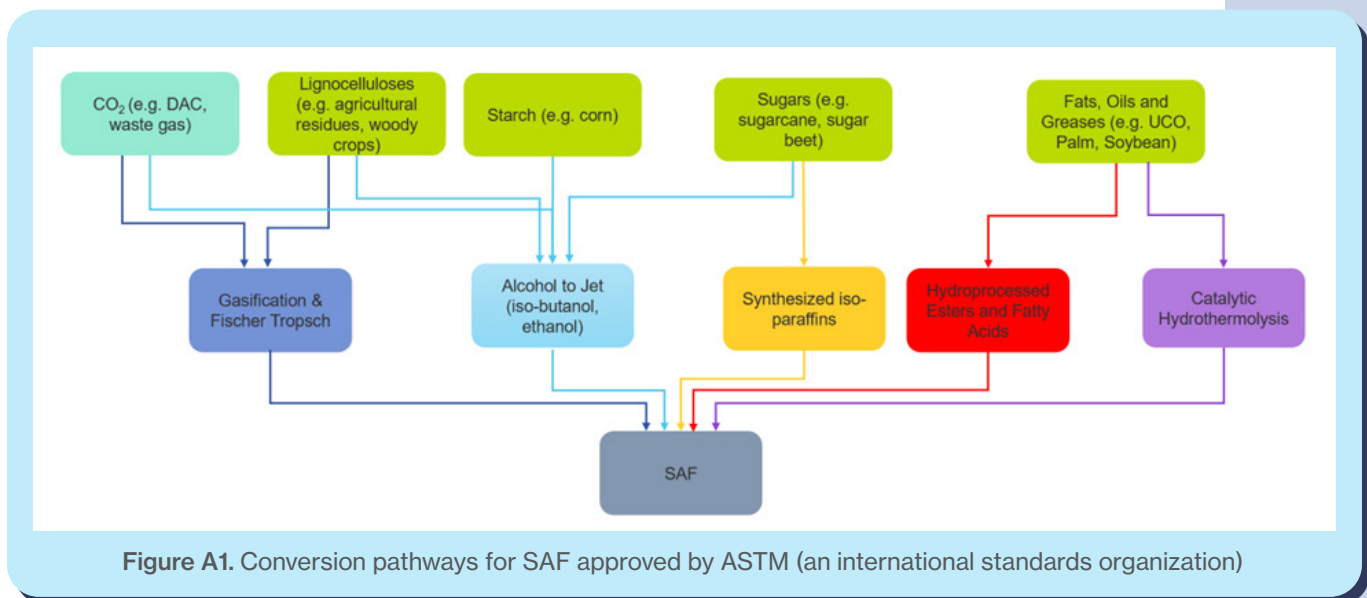 CO₂ (e.g. DAC,
waste gas)
Lignocelluloses
(e.g. agricultural
residues, woody
crops)
Starch (e.g. corn)
Sugars (e.g.
sugarcane, sugar
beet)
Fats, Oils and
Greases (e.g. UCO,
Palm, Soybean)
Gasification &
Fischer Tropsch
Alcohol to Jet
(iso-butanol,
ethanol)
Synthesized iso-
paraffins
Hydroprocessed
Esters and Fatty
Acids
Catalytic
Hydrothermolysis
SAF
Figure A1. Conversion pathways for SAF approved by ASTM (an international standards organization)